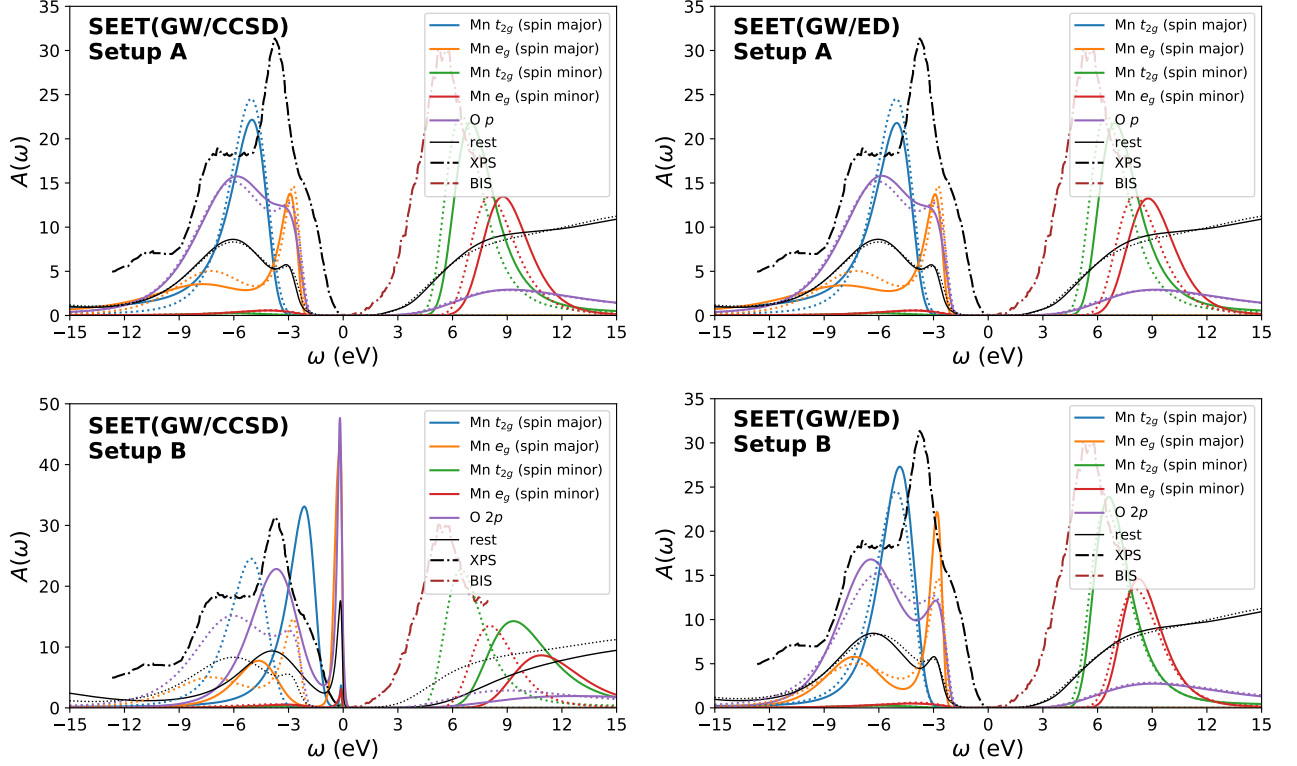 SEET(GW/CCSD)
Setup A
Mn t2g (spin major)
Mn eg (spin major)
Mn t2g (spin minor)
Mn eg (spin minor)
O p
rest
XPS
BIS
35
30
25
20
15
10
5
0
A(ω)
−15 −12 −9 −6 −3 0 3 6 9 12 15
ω (eV)
SEET(GW/ED)
Setup A
Mn t2g (spin major)
Mn eg (spin major)
Mn t2g (spin minor)
Mn eg (spin minor)
O p
rest
XPS
BIS
35
30
25
20
15
10
5
0
A(ω)
−15 −12 −9 −6 −3 0 3 6 9 12 15
ω (eV)
SEET(GW/CCSD)
Setup B
Mn t2g (spin major)
Mn eg (spin major)
Mn t2g (spin minor)
Mn eg (spin minor)
O 2p
rest
XPS
BIS
50
40
30
20
10
0
A(ω)
−15 −12 −9 −6 −3 0 3 6 9 12 15
ω (eV)
SEET(GW/ED)
Setup B
Mn t2g (spin major)
Mn eg (spin major)
Mn t2g (spin minor)
Mn eg (spin minor)
O 2p
rest
XPS
BIS
35
30
25
20
15
10
5
0
A(ω)
−15 −12 −9 −6 −3 0 3 6 9 12 15
ω (eV)